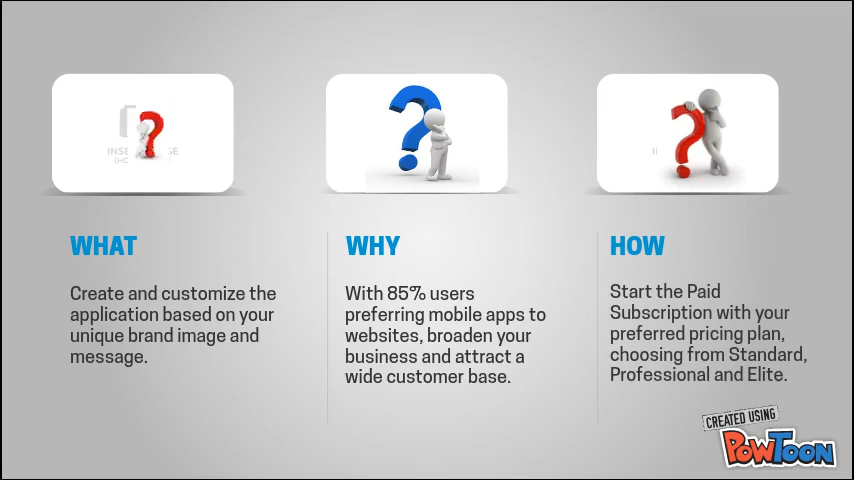 WHAT
Create and customize the
application based on your
unique brand image and
message.
WHY
With 85% users
preferring mobile apps to
websites, broaden your
business and attract a
wide customer base.
HOW
Start the Paid
Subscription with your
preferred pricing plan,
choosing from Standard,
Professional and Elite.
CREATED USING
POWTOON